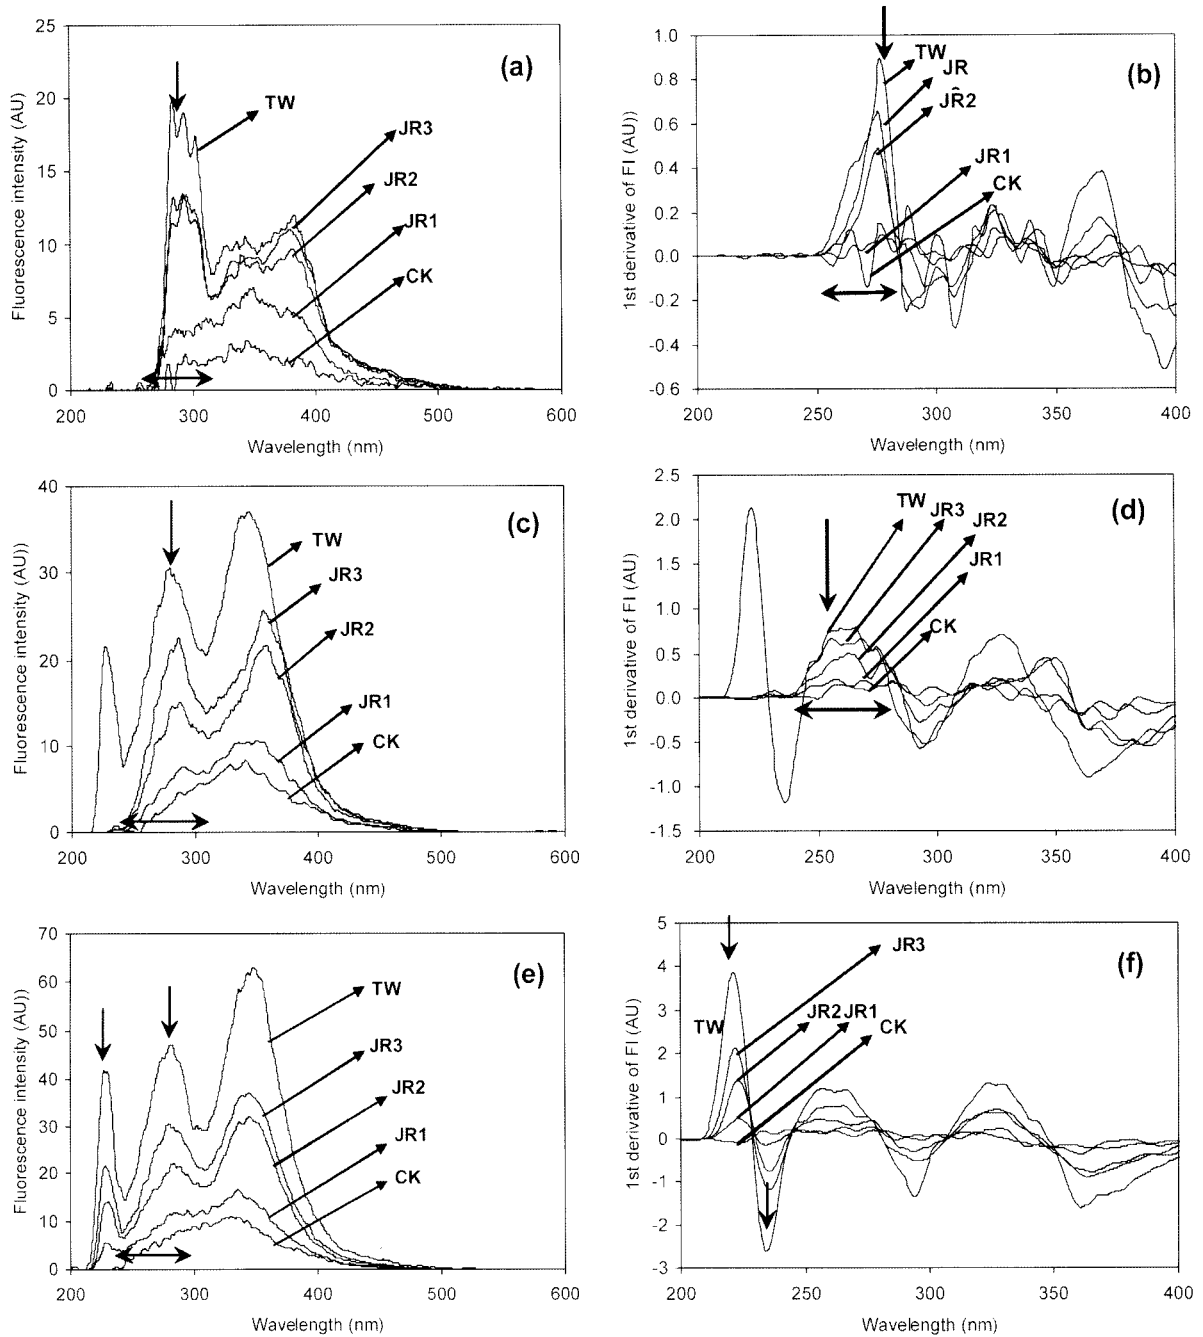 (a)
Fluorescence intensity (AU)
25
20
15
10
5
0
TW
JR3
JR2
JR1
CK
200 300 400 500 600
Wavelength (nm)
(b)
1st derivative of FI (AU))
1.0
0.8
0.6
0.4
0.2
0.0
-0.2
-0.4
-0.6
TW
JR
JR̂2
JR1
CK
200 250 300 350 400
Wavelength (nm)
(c)
Fluorescence intensity (AU))
40
30
20
10
0
TW
JR3
JR2
JR1
CK
200 300 400 500 600
Wavelength (nm)
(d)
1st derivative of FI (AU)
2.5
2.0
1.5
1.0
0.5
0.0
-0.5
-1.0
-1.5
TW
JR3
JR2
JR1
CK
200 250 300 350 400
Wavelength (nm)
(e)
Fluorescence intensity (AU))
70
60
50
40
30
20
10
0
TW
JR3
JR2
JR1
CK
200 300 400 500 600
Wavelength (nm)
(f)
1st derivative of FI (AU)
5
4
3
2
1
0
-1
-2
-3
JR3
TW
JR2 JR1
CK
200 250 300 350 400
Wavelength (nm)